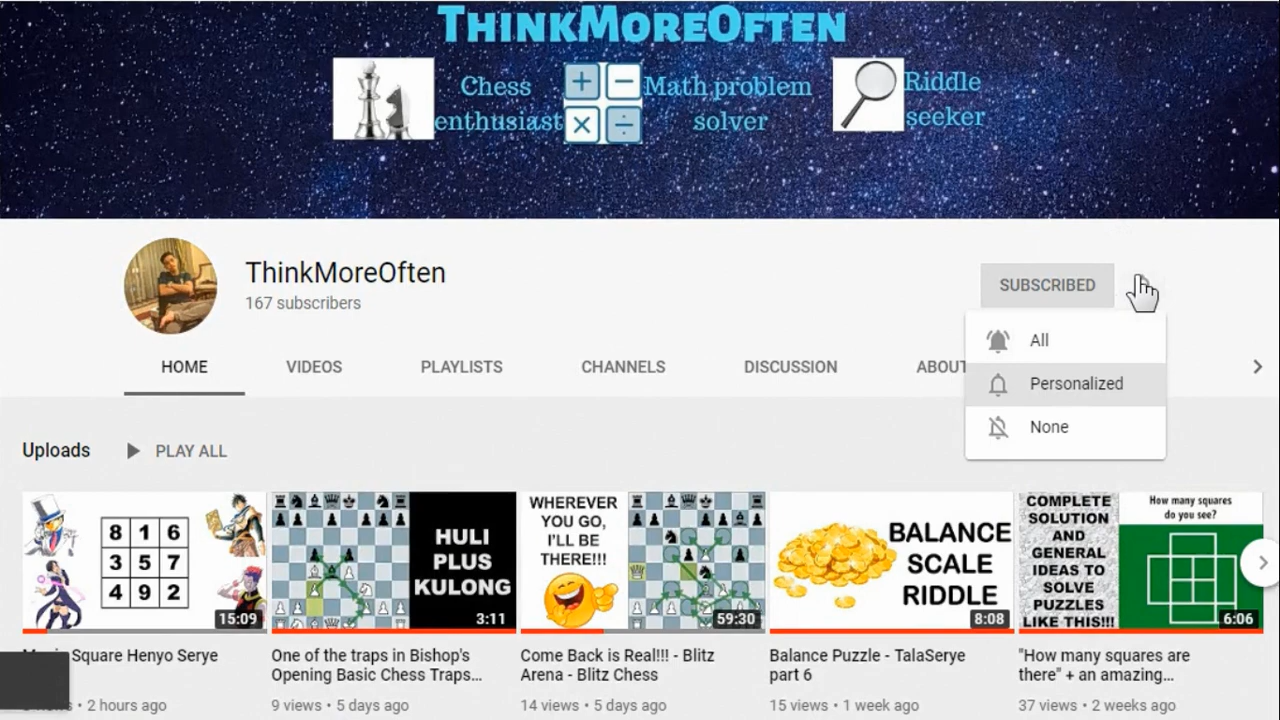 THINKMOREOFTEN
Chess
enthusiast
Math problem
solver
Riddle
seeker
ThinkMoreOften
167 subscribers
SUBSCRIBED
All
Personalized
None
HOME
VIDEOS
PLAYLISTS
CHANNELS
DISCUSSION
ABOUT
Uploads
PLAY ALL
8 1 6
3 5 7
4 9 2
15:09
HULI
PLUS
KULONG
3:11
WHEREVER
YOU GO,
I'LL BE
THERE!!!
59:30
BALANCE
SCALE
RIDDLE
8:08
COMPLETE
SOLUTION
AND
GENERAL
IDEAS TO
SOLVE
PUZZLES
LIKE THIS!!!
How many squares
do you see?
6:06
Square Henyo Serye
• 2 hours ago
One of the traps in Bishop's
Opening Basic Chess Traps...
9 views • 5 days ago
Come Back is Real!!! - Blitz
Arena - Blitz Chess
14 views • 5 days ago
Balance Puzzle - TalaSerye
part 6
15 views • 1 week ago
"How many squares are
there" + an amazing...
37 views • 2 weeks ago